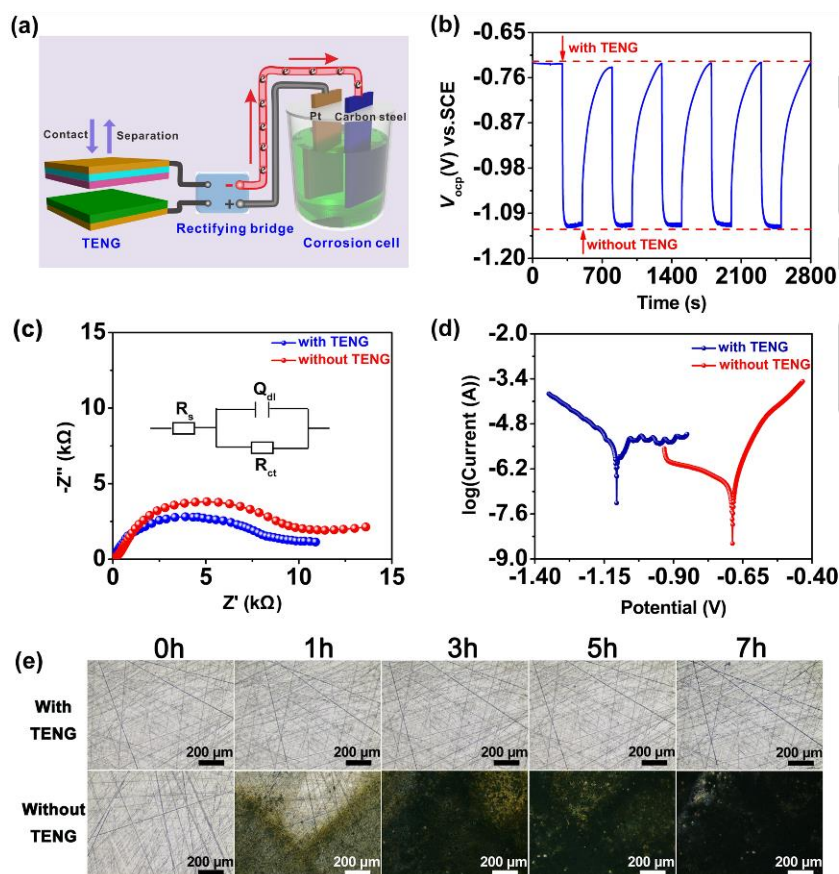 (a)
Contact
Separation
TENG
-
+
Rectifying bridge
Pt
Carbon steel
Corrosion cell
(b)
-0.65
-0.76
-0.87
-0.98
-1.09
-1.20
Vocp(V) vs.SCE
with TENG
without TENG
0 700 1400 2100 2800
Time (s)
(c)
15
10
5
0
-Z'' (kΩ)
with TENG
without TENG
Rs
Qdl
Rct
0 5 10 15
Z' (kΩ)
(d)
-2.0
-3.4
-4.8
-6.2
-7.6
-9.0
log(Current (A))
with TENG
without TENG
-1.40 -1.15 -0.90 -0.65 -0.40
Potential (V)
(e)
0h 1h 3h 5h 7h
With
TENG
200 μm 200 μm 200 μm 200 μm 200 μm
Without
TENG
200 μm 200 μm 200 μm 200 μm 200 μm